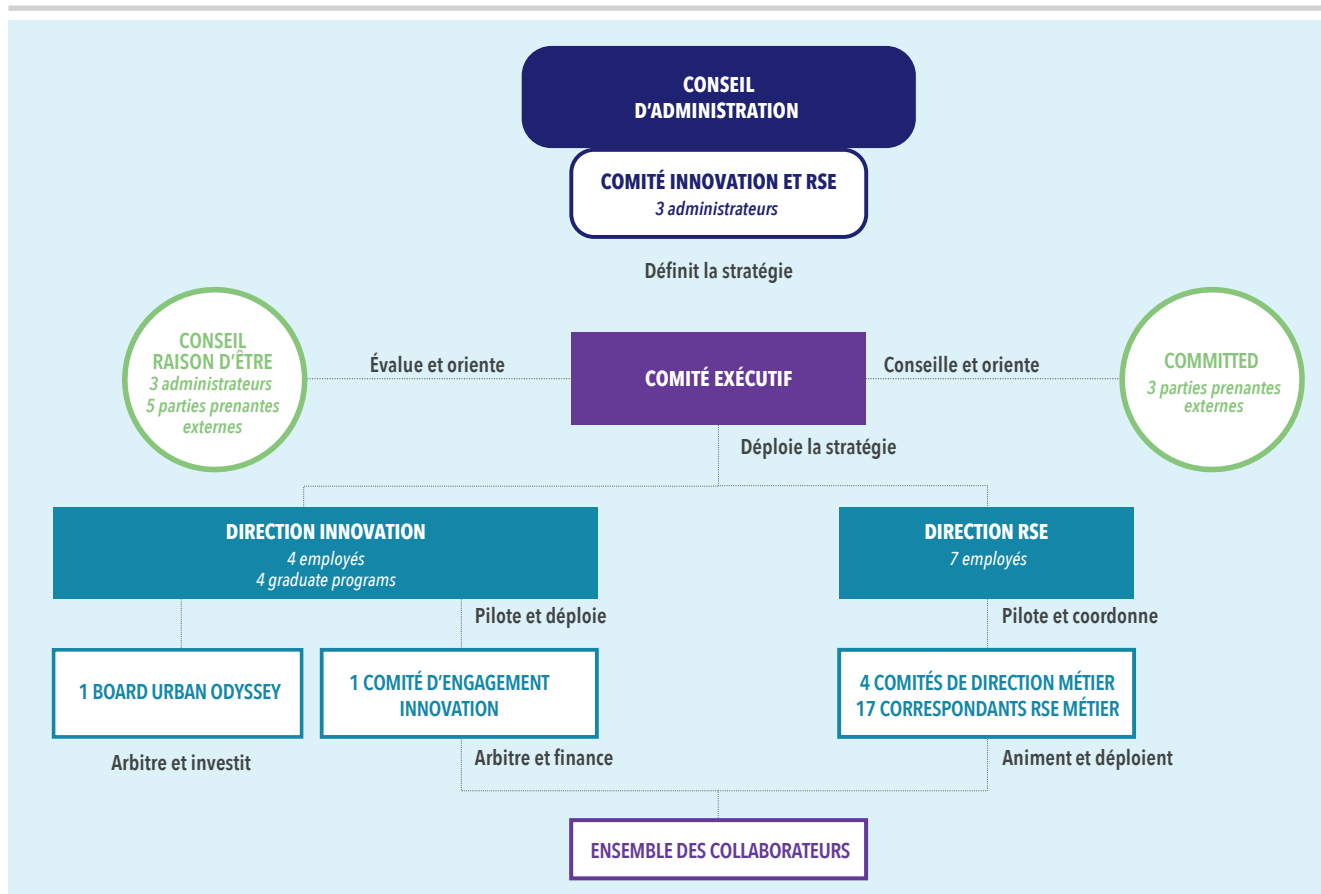 CONSEIL
D'ADMINISTRATION
COMITÉ INNOVATION ET RSE
3 administrateurs
Définit la stratégie
CONSEIL
RAISON D'ÊTRE
3 administrateurs
5 parties prenantes
externes
Évalue et oriente
COMITÉ EXÉCUTIF
Conseille et oriente
COMMITTED
3 parties prenantes
externes
Déploie la stratégie
DIRECTION INNOVATION
4 employés
4 graduate programs
DIRECTION RSE
7 employés
Pilote et déploie
Pilote et coordonne
1 BOARD URBAN ODYSSEY
1 COMITÉ D'ENGAGEMENT
INNOVATION
4 COMITÉS DE DIRECTION MÉTIER
17 CORRESPONDANTS RSE MÉTIER
Arbitre et investit
Arbitre et finance
Animent et déploient
ENSEMBLE DES COLLABORATEURS